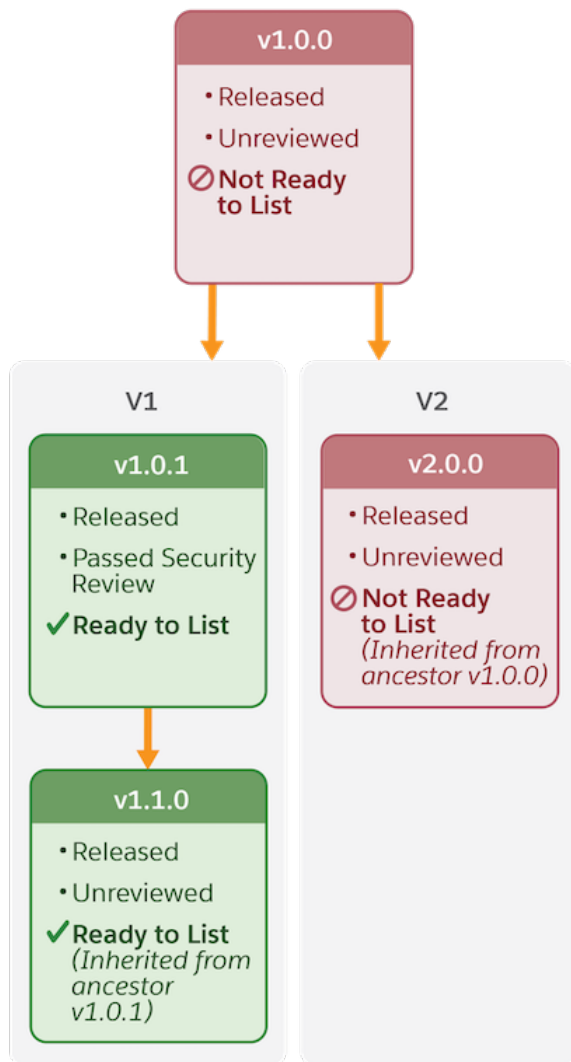 v1.0.0
• Released
• Unreviewed
Not Ready
to List
V1
v1.0.1
• Released
• Passed Security
Review
Ready to List
v1.1.0
• Released
• Unreviewed
Ready to List
(Inherited from
ancestor
v1.0.1)
V2
v2.0.0
• Released
• Unreviewed
Not Ready
to List
(Inherited from
ancestor v1.0.0)